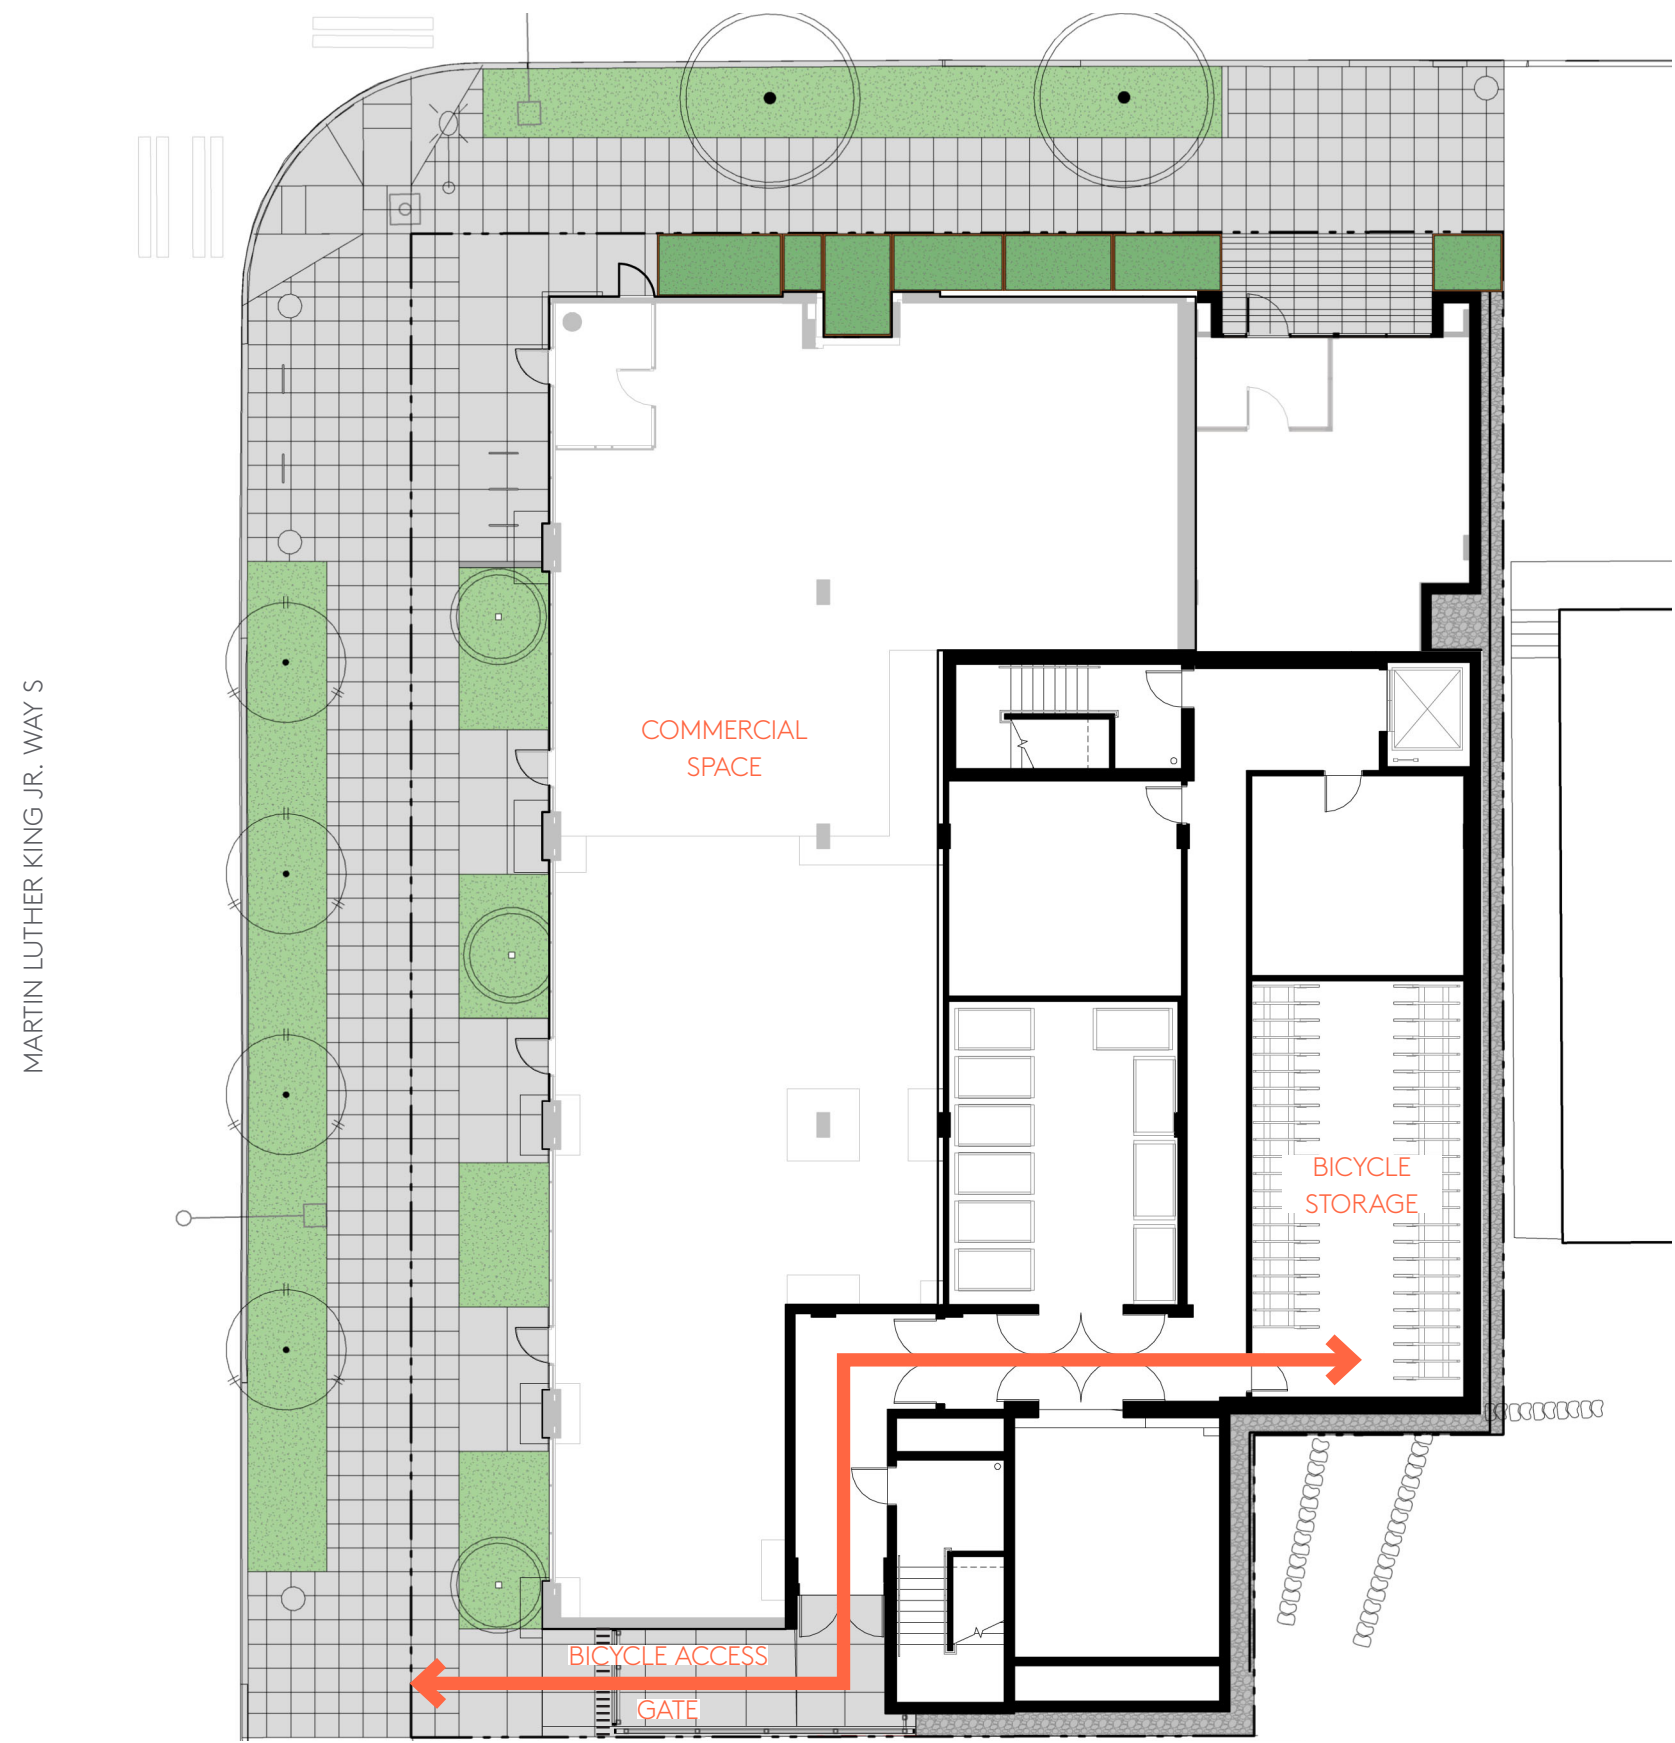 MARTIN LUTHER KING JR. WAY S
COMMERCIAL
SPACE
BICYCLE
STORAGE
BICYCLE ACCESS
GATE